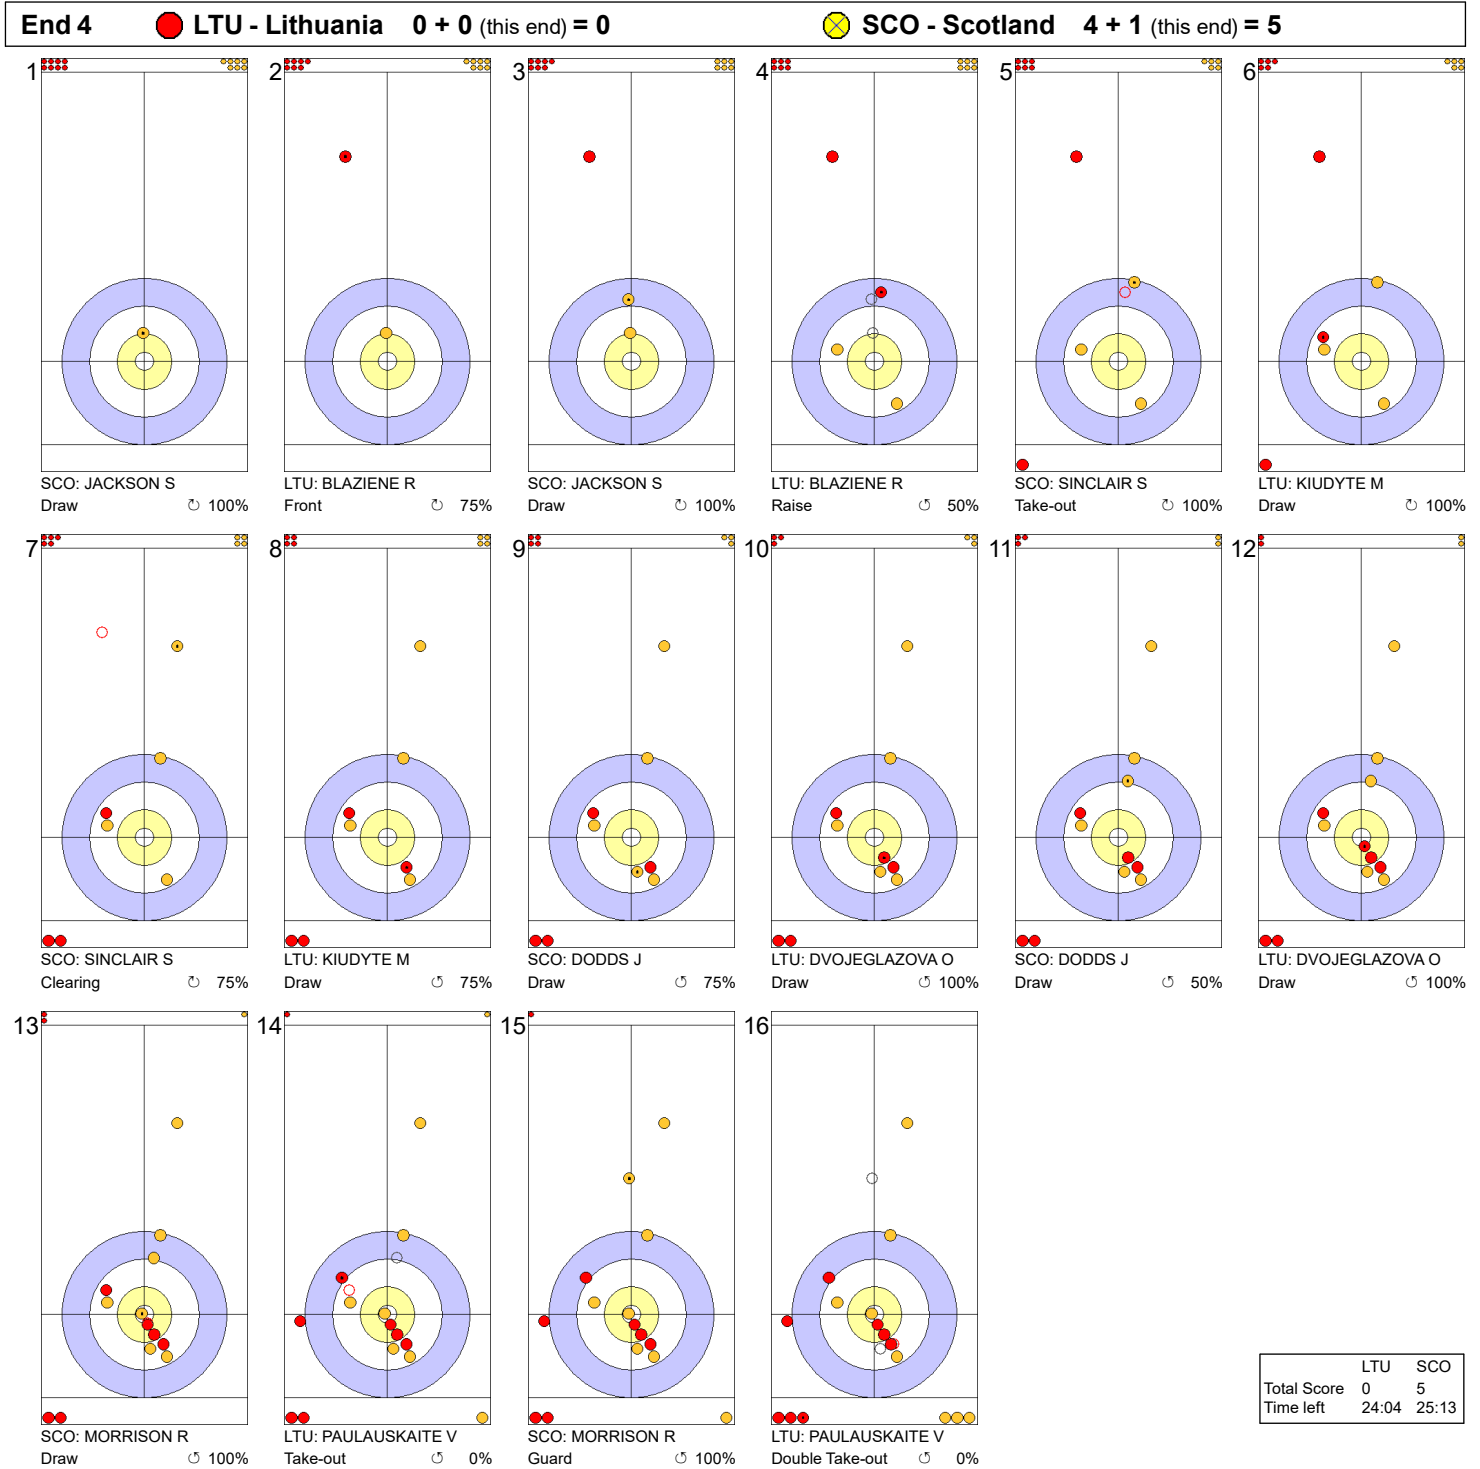 End 4 LTU - Lithuania 0 + 0 (this end) = 0 SCO - Scotland 4 + 1 (this end) = 5
1 2 3 4 5 6
SCO: JACKSON S LTU: BLAZIENE R SCO: JACKSON S LTU: BLAZIENE R SCO: SINCLAIR S LTU: KIUDYTE M
Draw ↻ 100% Front ↻ 75% Draw ↻ 100% Raise ↺ 50% Take-out ↻ 100% Draw ↻ 100%
7 8 9 10 11 12
SCO: SINCLAIR S LTU: KIUDYTE M SCO: DODDS J LTU: DVOJEGLAZOVA O SCO: DODDS J LTU: DVOJEGLAZOVA O
Clearing ↻ 75% Draw ↺ 75% Draw ↺ 75% Draw ↺ 100% Draw ↺ 50% Draw ↺ 100%
13 14 15 16
SCO: MORRISON R LTU: PAULAUSKAITE V SCO: MORRISON R LTU: PAULAUSKAITE V
Draw ↺ 100% Take-out ↺ 0% Guard ↺ 100% Double Take-out ↺ 0%
LTU SCO
Total Score 0 5
Time left 24:04 25:13